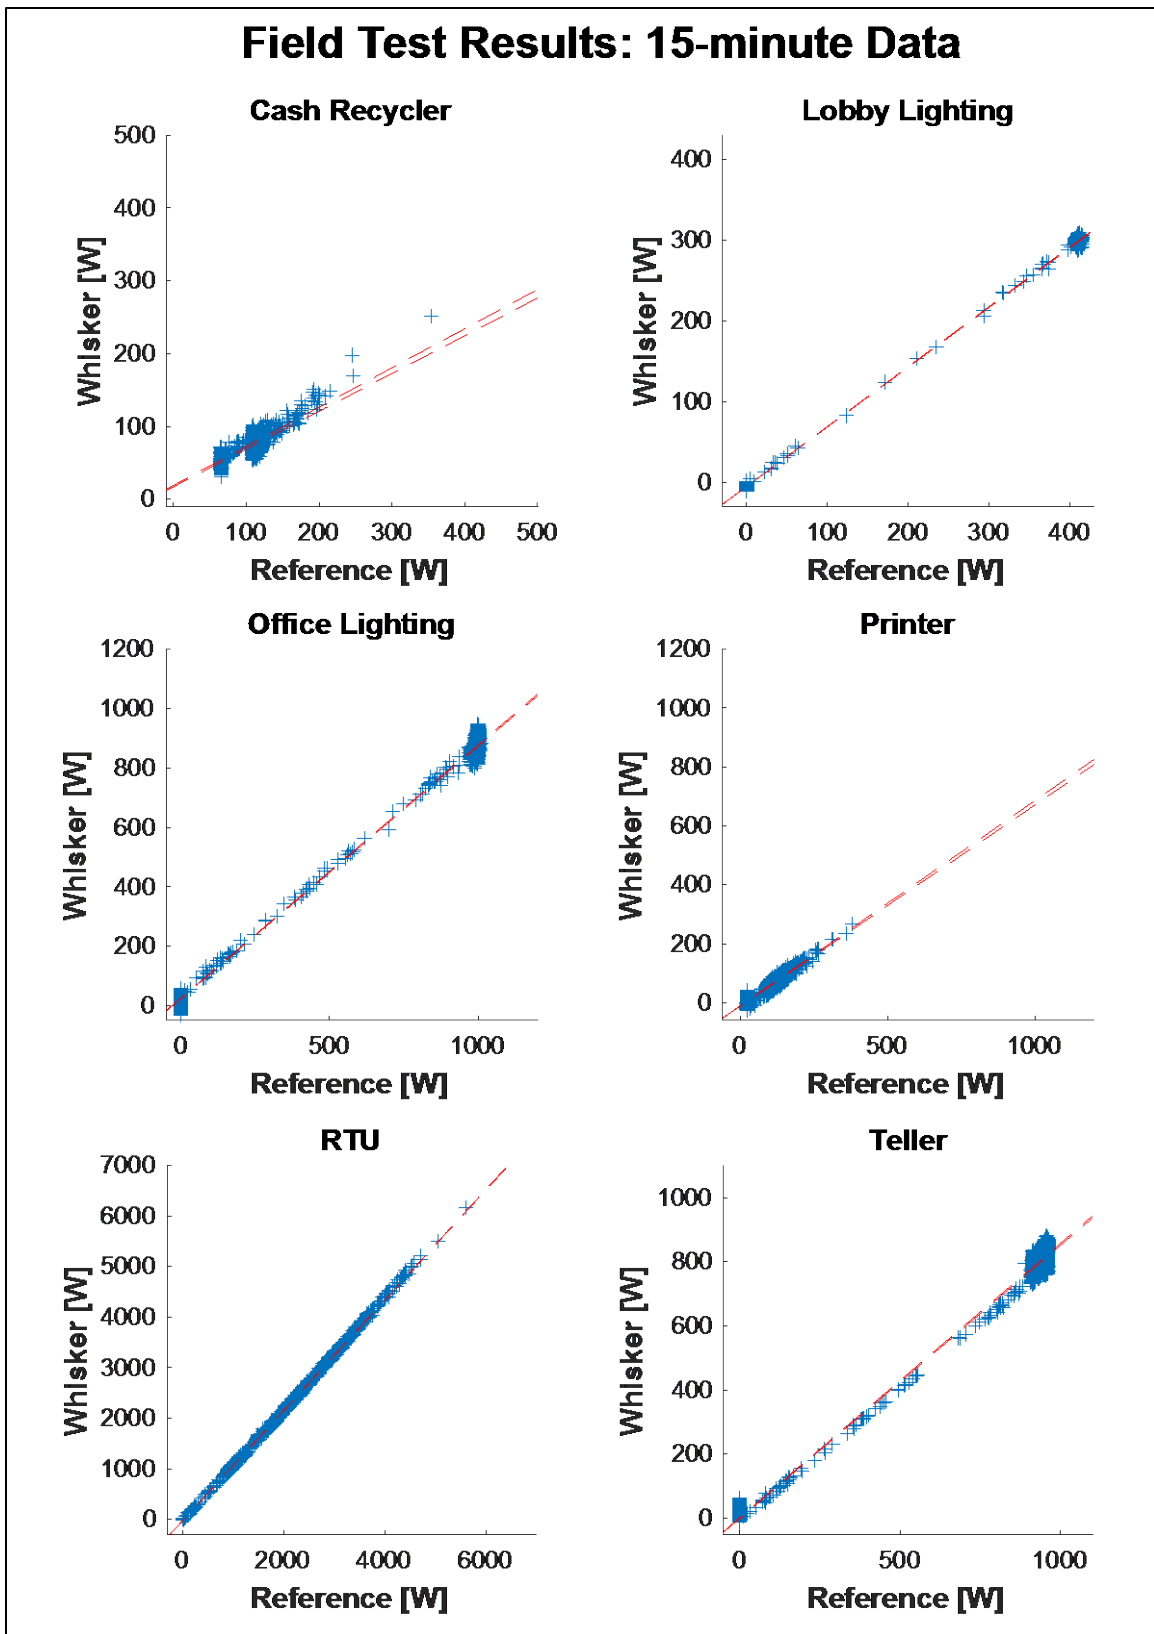 Field Test Results: 15-minute Data
Cash Recycler
500
400
300
200
100
0
Whisker [W]
0 100 200 300 400 500
Reference [W]
Lobby Lighting
400
300
200
100
0
Whisker [W]
0 100 200 300 400
Reference [W]
Office Lighting
1200
1000
800
600
400
200
0
Whisker [W]
0 500 1000
Reference [W]
Printer
1200
1000
800
600
400
200
0
Whisker [W]
0 500 1000
Reference [W]
RTU
7000
6000
5000
4000
3000
2000
1000
0
Whisker [W]
0 2000 4000 6000
Reference [W]
Teller
1000
800
600
400
200
0
Whisker [W]
0 500 1000
Reference [W]